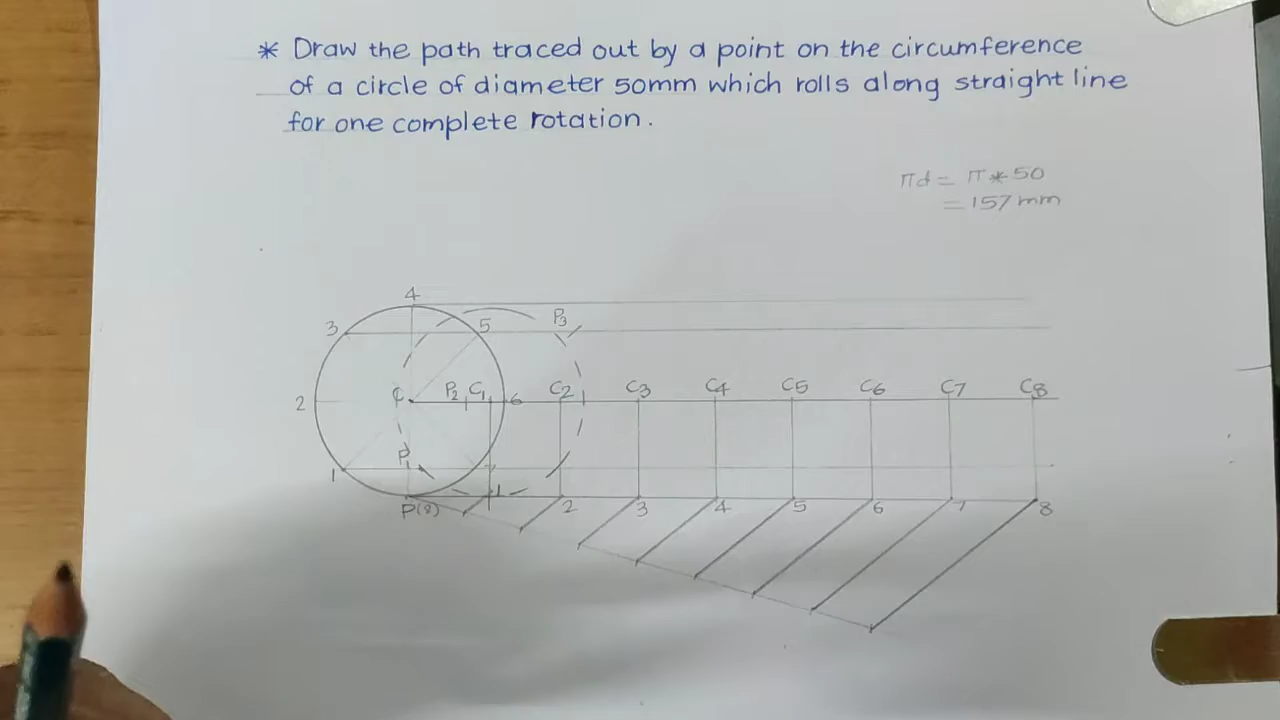 * Draw the path traced out by a point on the circumference
of a circle of diameter 50mm which rolls along straight line
for one complete rotation.
πd = π*50
= 157mm
4
3 5 P3
2 C P2 C1 6 C2 C3 C4 C5 C6 C7 C8
1 P1
P(8) 1 2 3 4 5 6 7 8